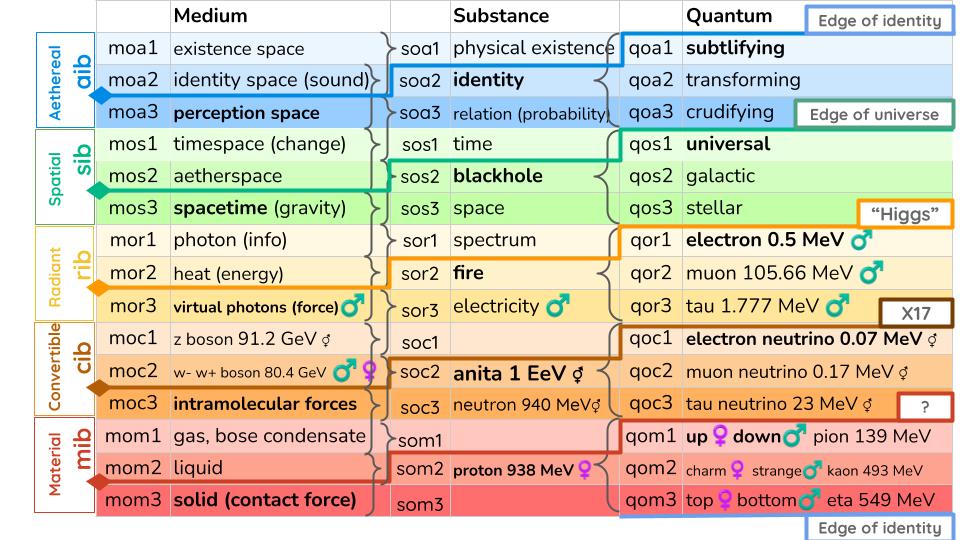 Medium Substance Quantum
Edge of identity
Aethereal aib
moa1 existence space soa1 physical existence qoa1 subtlifying
moa2 identity space (sound) soa2 identity qoa2 transforming
moa3 perception space soa3 relation (probability) qoa3 crudifying
Edge of universe
Spatial sib
mos1 timespace (change) sos1 time qos1 universal
mos2 aetherspace sos2 blackhole qos2 galactic
mos3 spacetime (gravity) sos3 space qos3 stellar
“Higgs”
Radiant rib
mor1 photon (info) sor1 spectrum qor1 electron 0.5 MeV ♂
mor2 heat (energy) sor2 fire qor2 muon 105.66 MeV ♂
mor3 virtual photons (force) ♂ sor3 electricity ♂ qor3 tau 1.777 MeV ♂
X17
Convertible cib
moc1 z boson 91.2 GeV ⚥ soc1 qoc1 electron neutrino 0.07 MeV ⚥
moc2 w- w+ boson 80.4 GeV ♂ ♀ soc2 anita 1 EeV ⚥ qoc2 muon neutrino 0.17 MeV ⚥
moc3 intramolecular forces soc3 neutron 940 MeV ⚥ qoc3 tau neutrino 23 MeV ⚥
?
Material mib
mom1 gas, bose condensate som1 qom1 up ♀ down ♂ pion 139 MeV
mom2 liquid som2 proton 938 MeV ♀ qom2 charm ♀ strange ♂ kaon 493 MeV
mom3 solid (contact force) som3 qom3 top ♀ bottom ♂ eta 549 MeV
Edge of identity